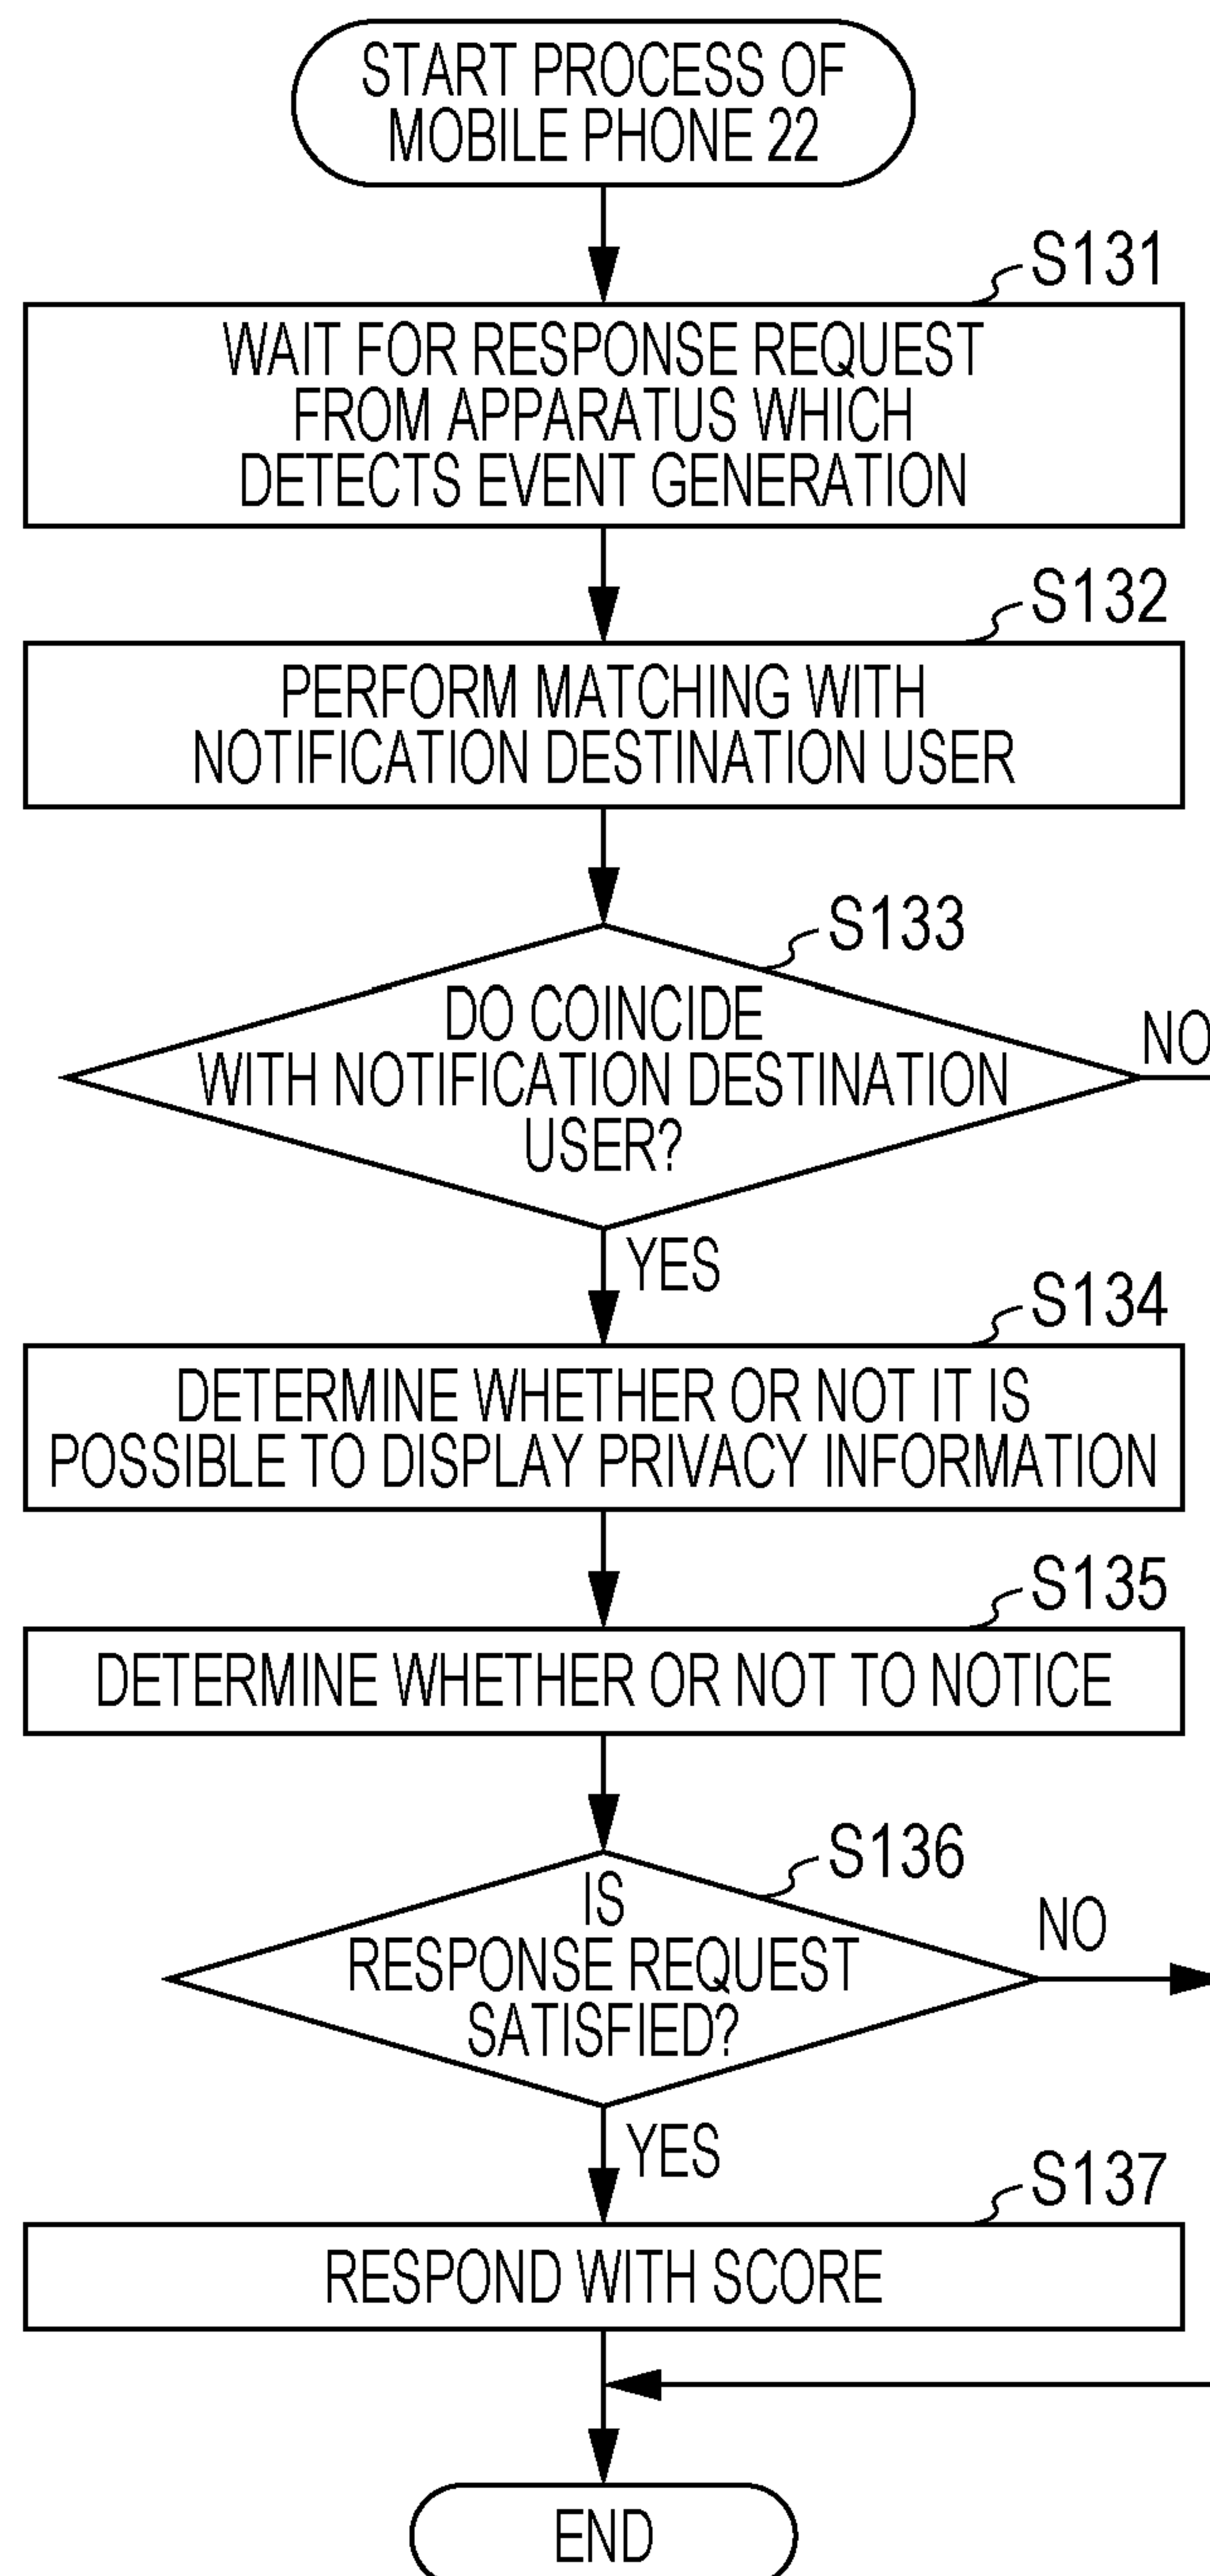 START PROCESS OF
MOBILE PHONE 22
S131
WAIT FOR RESPONSE REQUEST
FROM APPARATUS WHICH
DETECTS EVENT GENERATION
S132
PERFORM MATCHING WITH
NOTIFICATION DESTINATION USER
S133
DO COINCIDE
WITH NOTIFICATION DESTINATION
USER?
NO
YES
S134
DETERMINE WHETHER OR NOT IT IS
POSSIBLE TO DISPLAY PRIVACY INFORMATION
S135
DETERMINE WHETHER OR NOT TO NOTICE
S136
IS
RESPONSE REQUEST
SATISFIED?
NO
YES
S137
RESPOND WITH SCORE
END